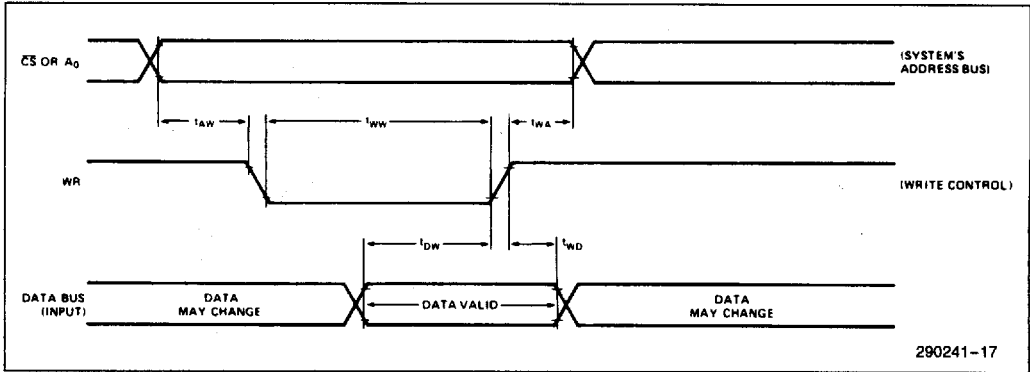 CS OR A0
(SYSTEM'S
ADDRESS BUS)
tAW
tWW
tWA
WR
(WRITE CONTROL)
tDW
tWD
DATA BUS
(INPUT)
DATA
MAY CHANGE
DATA VALID
DATA
MAY CHANGE
290241-17